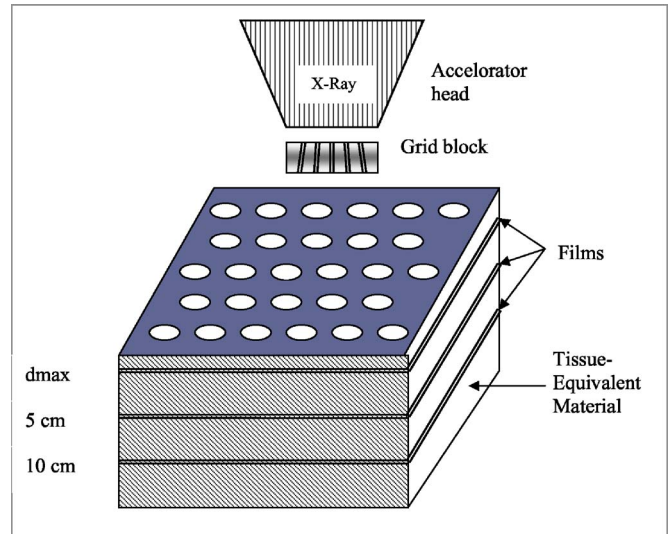 X-Ray
Accelorator
head
Grid block
Films
dmax
5 cm
10 cm
Tissue-
Equivalent
Material